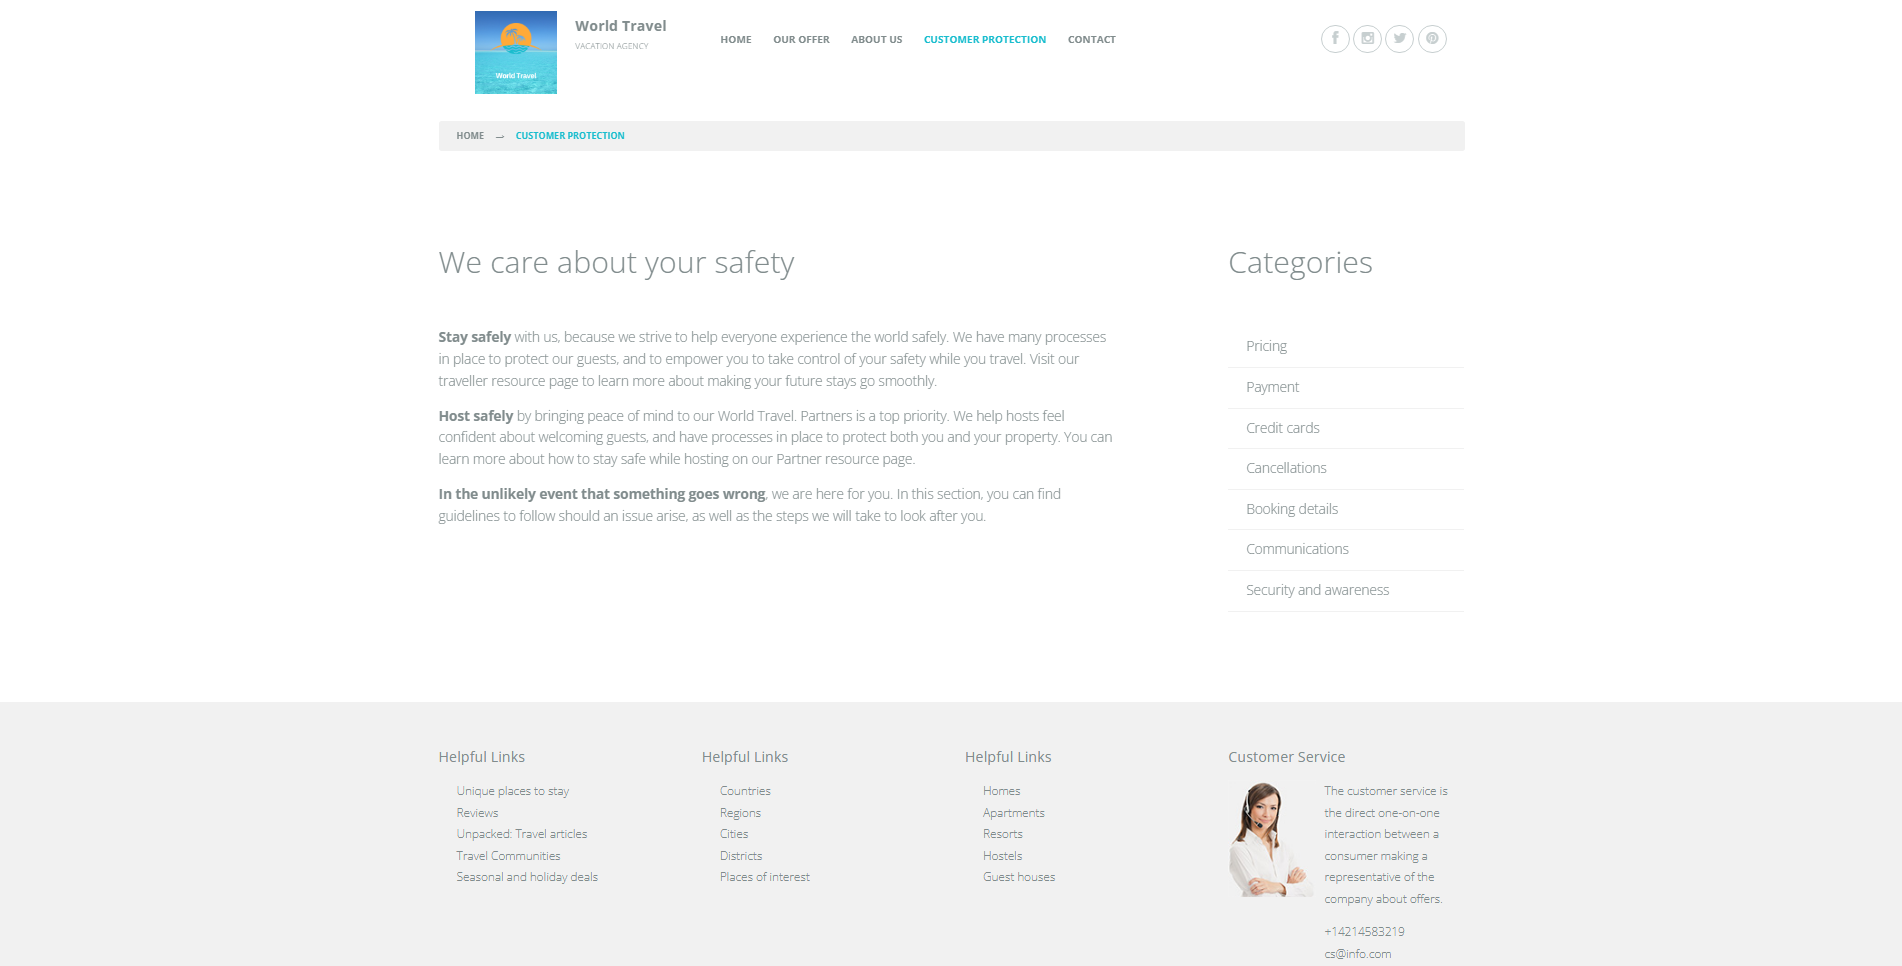 World Travel
World Travel
VACATION AGENCY
HOME
OUR OFFER
ABOUT US
CUSTOMER PROTECTION
CONTACT
HOME
CUSTOMER PROTECTION
We care about your safety
Stay safely with us, because we strive to help everyone experience the world safely. We have many processes
in place to protect our guests, and to empower you to take control of your safety while you travel. Visit our
traveller resource page to learn more about making your future stays go smoothly.
Host safely by bringing peace of mind to our World Travel. Partners is a top priority. We help hosts feel
confident about welcoming guests, and have processes in place to protect both you and your property. You can
learn more about how to stay safe while hosting on our Partner resource page.
In the unlikely event that something goes wrong, we are here for you. In this section, you can find
guidelines to follow should an issue arise, as well as the steps we will take to look after you.
Categories
Pricing
Payment
Credit cards
Cancellations
Booking details
Communications
Security and awareness
Helpful Links
Unique places to stay
Reviews
Unpacked: Travel articles
Travel Communities
Seasonal and holiday deals
Helpful Links
Countries
Regions
Cities
Districts
Places of interest
Helpful Links
Homes
Apartments
Resorts
Hostels
Guest houses
Customer Service
The customer service is
the direct one-on-one
interaction between a
consumer making a
representative of the
company about offers.
+14214583219
cs@info.com